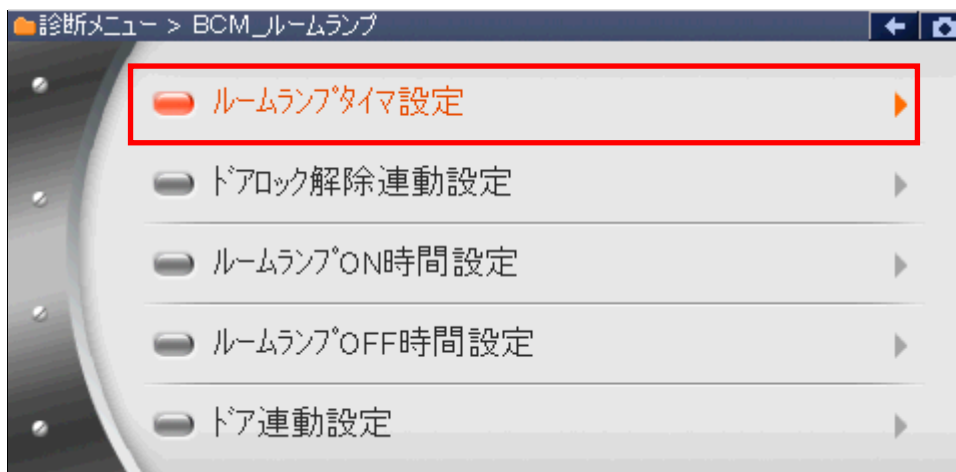 診断メニュー > BCM_ルームランプ
ルームランプタイマ設定
ドアロック解除連動設定
ルームランプON時間設定
ルームランプOFF時間設定
ドア連動設定